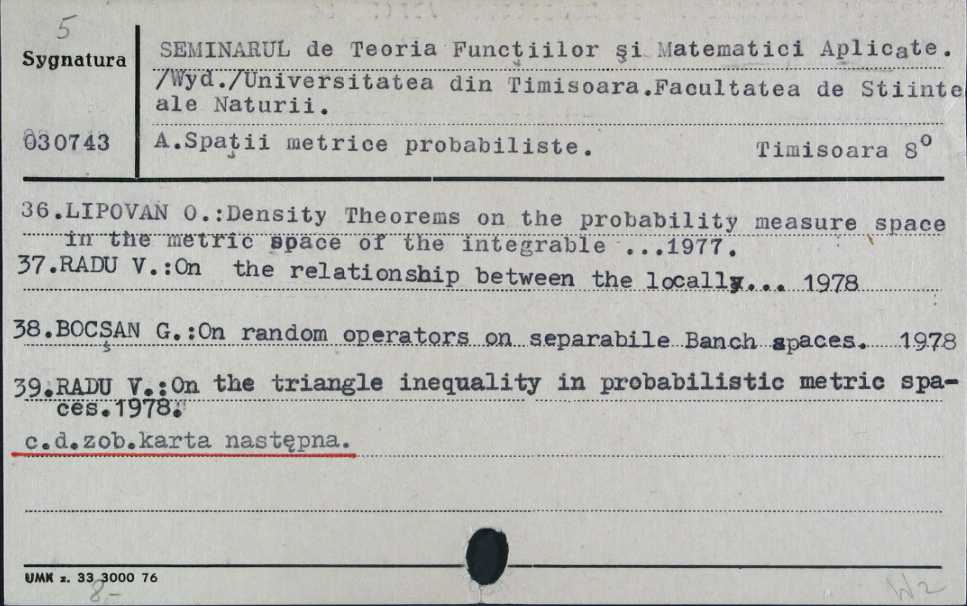 5
Sygnatura
SEMINARUL de Teoria Funcţiilor şi Matematici Aplicate.
/Wyd./Universitatea din Timisoara.Facultatea de Stiinte
ale Naturii.
030743
A.Spaţii metrice probabiliste. Timisoara 8°
36.LIPOVAN O.:Density Theorems on the probability measure space
in the metric space of the integrable ...1977.
37.RADU V.:On the relationship between the locally... 1978
38.BOCŞAN G.:On random operators on separabile Banch spaces. 1978
39.RADU V.:On the triangle inequality in probabilistic metric spa-
ces.1978.
c.d.zob.karta następna.
UMK z. 33 3000 76
8-
W2